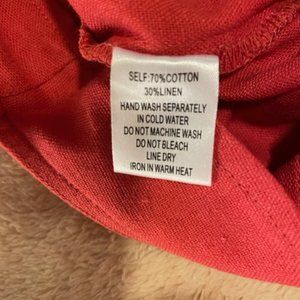 SELF:70%COTTON
30%LINEN
HAND WASH SEPARATELY
IN COLD WATER
DO NOT MACHINE WASH
DO NOT BLEACH
LINE DRY
IRON IN WARM HEAT